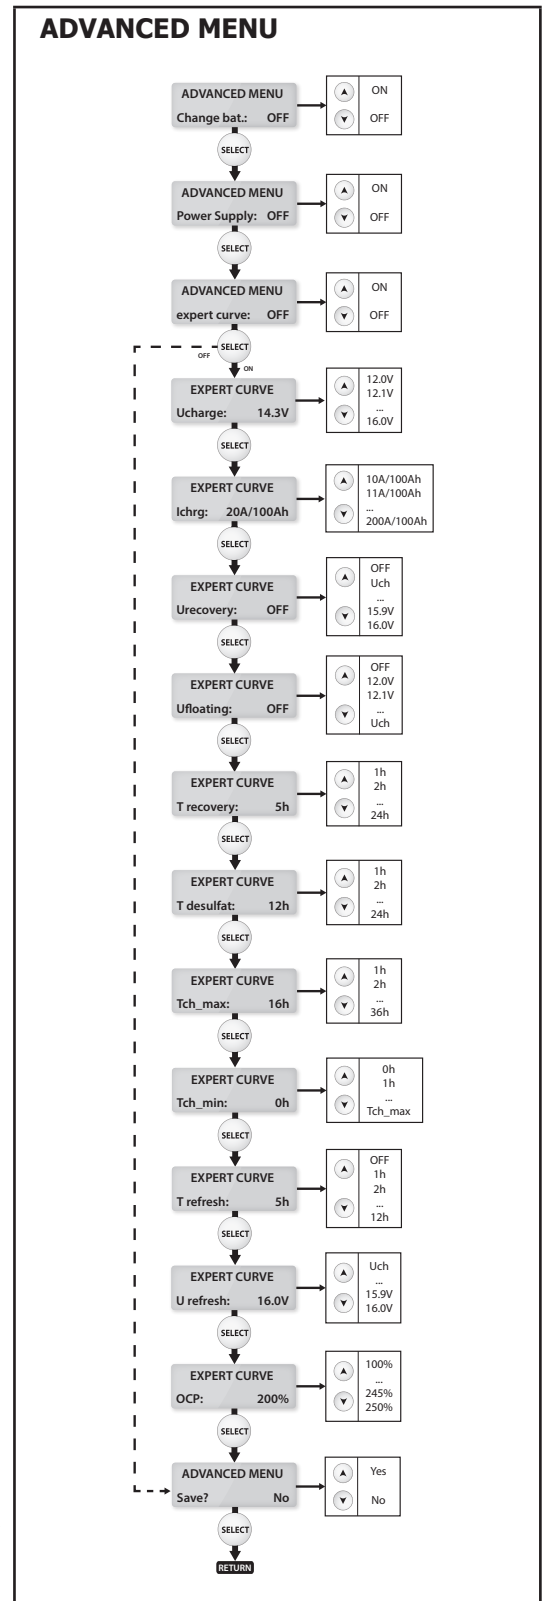 ADVANCED MENU
ADVANCED MENU
Change bat.: OFF
ON
OFF
SELECT
ADVANCED MENU
Power Supply: OFF
ON
OFF
SELECT
ADVANCED MENU
expert curve: OFF
ON
OFF
SELECT
OFF
ON
EXPERT CURVE
Ucharge: 14.3V
12.0V
12.1V
...
16.0V
SELECT
EXPERT CURVE
Ichrg: 20A/100Ah
10A/100Ah
11A/100Ah
...
200A/100Ah
SELECT
EXPERT CURVE
Urecovery: OFF
OFF
Uch
...
15.9V
16.0V
SELECT
EXPERT CURVE
Ufloating: OFF
OFF
12.0V
12.1V
...
Uch
SELECT
EXPERT CURVE
T recovery: 5h
1h
2h
...
24h
SELECT
EXPERT CURVE
T desulfat: 12h
1h
2h
...
24h
SELECT
EXPERT CURVE
Tch_max: 16h
1h
2h
...
36h
SELECT
EXPERT CURVE
Tch_min: 0h
0h
1h
...
Tch_max
SELECT
EXPERT CURVE
T refresh: 5h
OFF
1h
2h
...
12h
SELECT
EXPERT CURVE
U refresh: 16.0V
Uch
...
15.9V
16.0V
SELECT
EXPERT CURVE
OCP: 200%
100%
...
245%
250%
SELECT
ADVANCED MENU
Save? No
Yes
No
SELECT
RETURN